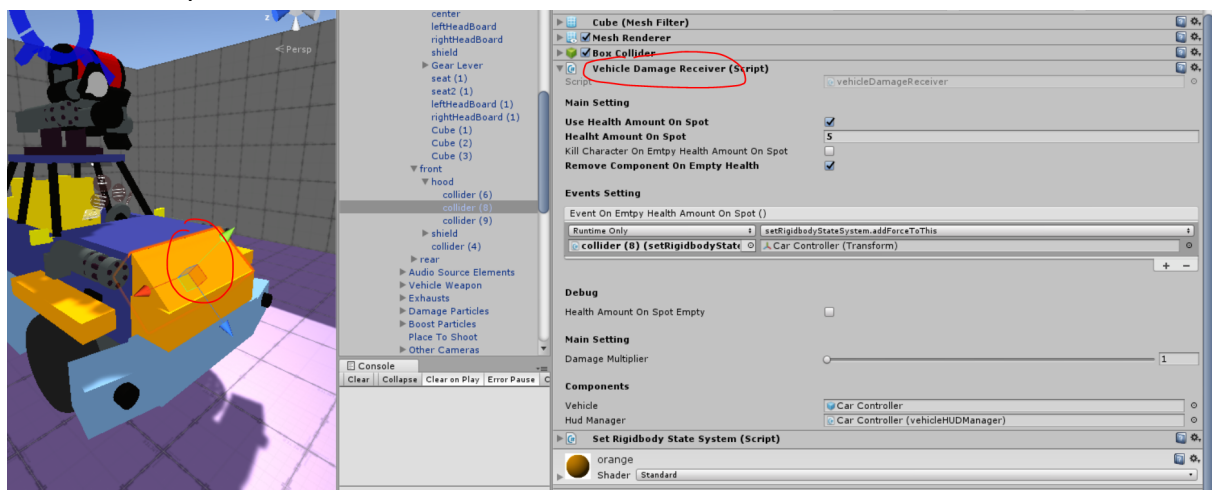 z
Persp
center
leftHeadBoard
rightHeadBoard
shield
Gear Lever
seat (1)
seat2 (1)
leftHeadBoard (1)
rightHeadBoard (1)
Cube (1)
Cube (2)
Cube (3)
front
hood
collider (6)
collider (8)
collider (9)
shield
collider (4)
rear
Audio Source Elements
Vehicle Weapon
Exhausts
Damage Particles
Boost Particles
Place To Shoot
Other Cameras
Console
Clear Collapse Clear on Play Error Pause
Cube (Mesh Filter)
Mesh Renderer
Box Collider
Vehicle Damage Receiver (Script)
Script vehicleDamageReceiver
Main Setting
Use Health Amount On Spot
Healht Amount On Spot 5
Kill Character On Emtpy Health Amount On Spot
Remove Component On Empty Health
Events Setting
Event On Emtpy Health Amount On Spot ()
Runtime Only setRigidbodyStateSystem.addForceToThis
collider (8) (setRigidbodyState Car Controller (Transform)
+ −
Debug
Health Amount On Spot Empty
Main Setting
Damage Multiplier 1
Components
Vehicle Car Controller
Hud Manager Car Controller (vehicleHUDManager)
Set Rigidbody State System (Script)
orange
Shader Standard